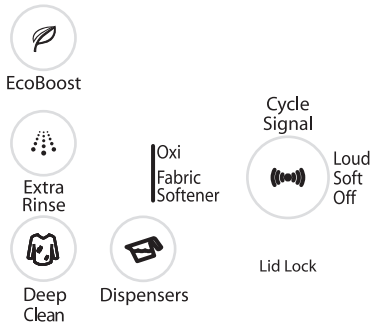 EcoBoost
Extra
Rinse
Deep
Clean
Oxi
Fabric
Softener
Dispensers
Cycle
Signal
Loud
Soft
Off
Lid Lock